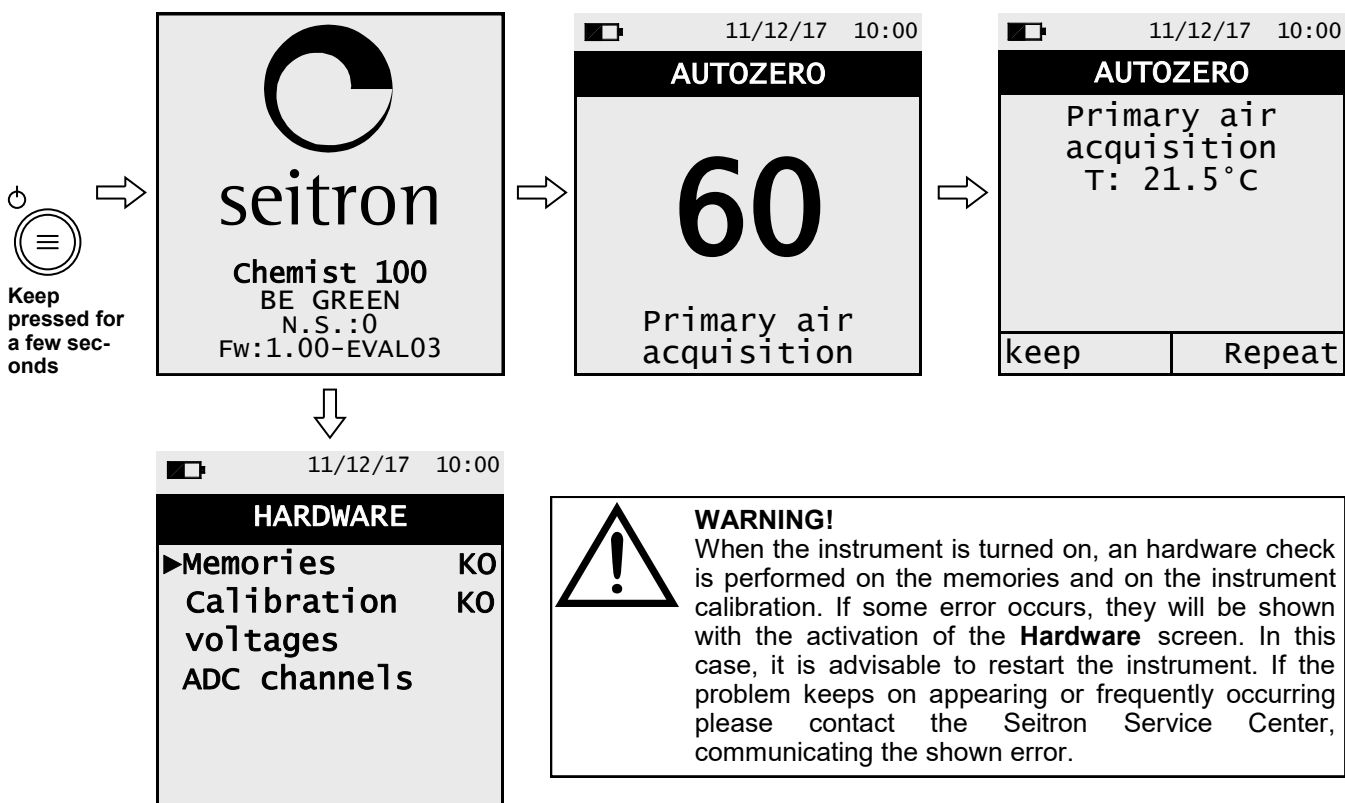 Keep
pressed for
a few sec-
onds
seitron
Chemist 100
BE GREEN
N.S.:0
FW:1.00-EVAL03
11/12/17 10:00
AUTOZERO
60
Primary air
acquisition
11/12/17 10:00
AUTOZERO
Primary air
acquisition
T: 21.5°C
keep Repeat
11/12/17 10:00
HARDWARE
▶Memories KO
Calibration KO
voltages
ADC channels
WARNING!
When the instrument is turned on, an hardware check
is performed on the memories and on the instrument
calibration. If some error occurs, they will be shown
with the activation of the Hardware screen. In this
case, it is advisable to restart the instrument. If the
problem keeps on appearing or frequently occurring
please contact the Seitron Service Center,
communicating the shown error.